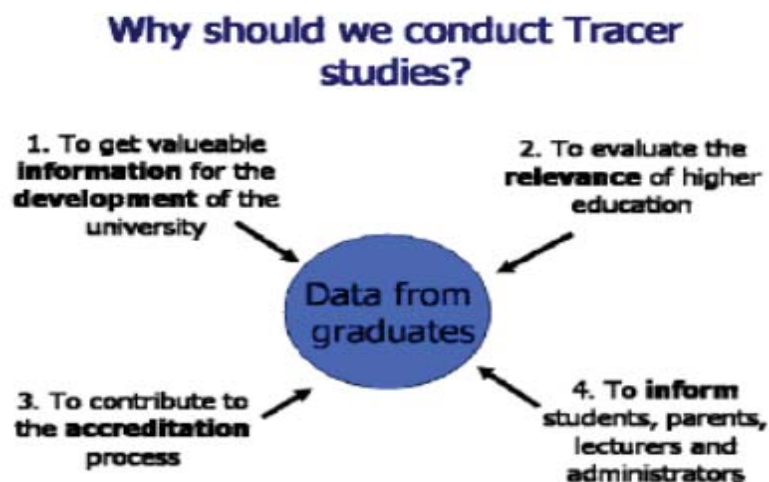 Why should we conduct Tracer
studies?
1. To get valueable
information for the
development of the
university
2. To evaluate the
relevance of higher
education
Data from
graduates
3. To contribute to
the accreditation
process
4. To inform
students, parents,
lecturers and
administrators